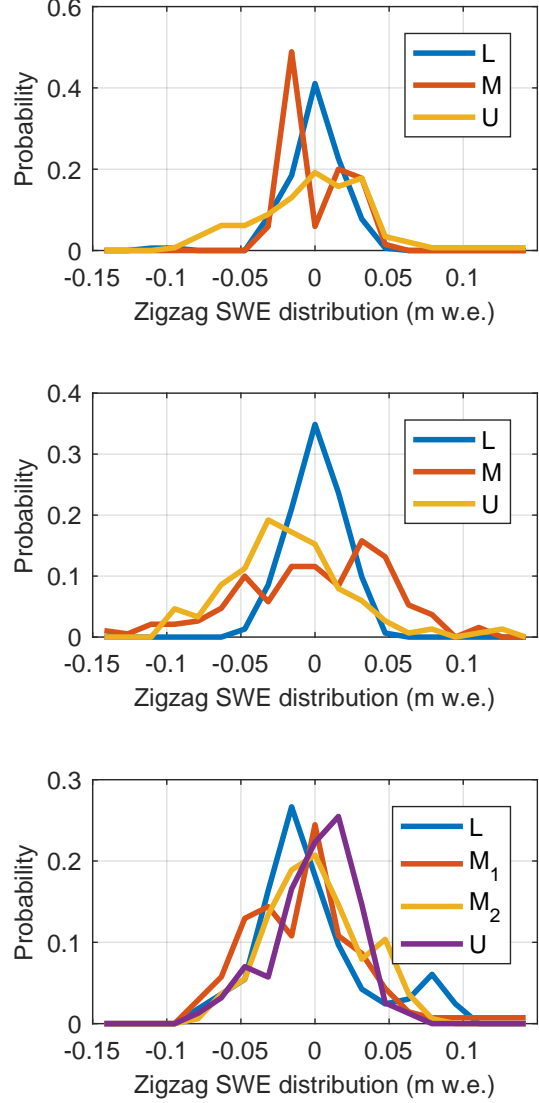 0.6
0.4
0.2
0
Probability
L
M
U
-0.15 -0.1 -0.05 0 0.05 0.1
Zigzag SWE distribution (m w.e.)
0.4
0.3
0.2
0.1
0
Probability
L
M
U
-0.15 -0.1 -0.05 0 0.05 0.1
Zigzag SWE distribution (m w.e.)
0.3
0.2
0.1
0
Probability
L
M1
M2
U
-0.15 -0.1 -0.05 0 0.05 0.1
Zigzag SWE distribution (m w.e.)